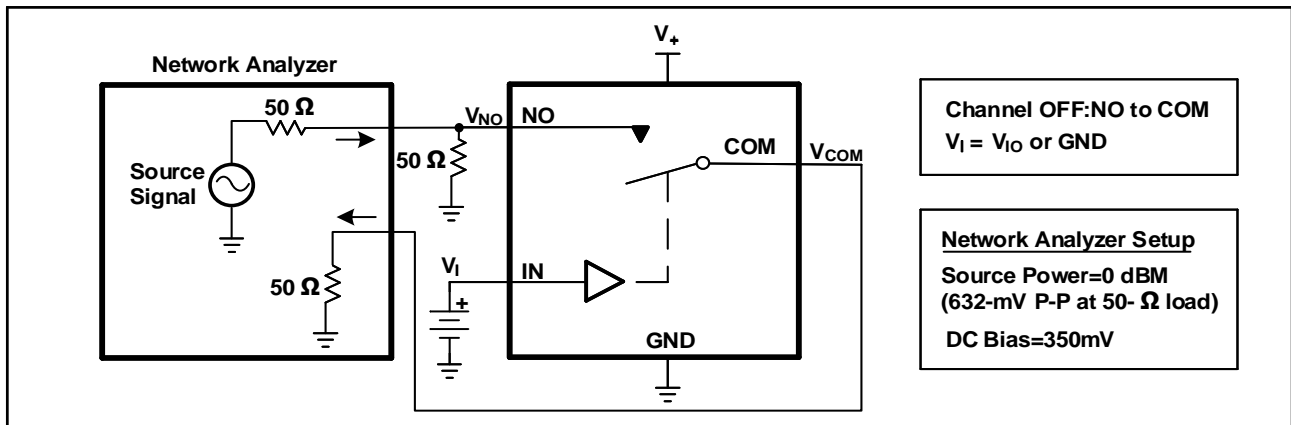 V+
Network Analyzer
50 Ω
VNO
NO
50 Ω
COM
VCOM
Source
Signal
50 Ω
VI
IN
+
GND
Channel OFF:NO to COM
VI = VIO or GND
Network Analyzer Setup
Source Power=0 dBM
(632-mV P-P at 50- Ω load)
DC Bias=350mV